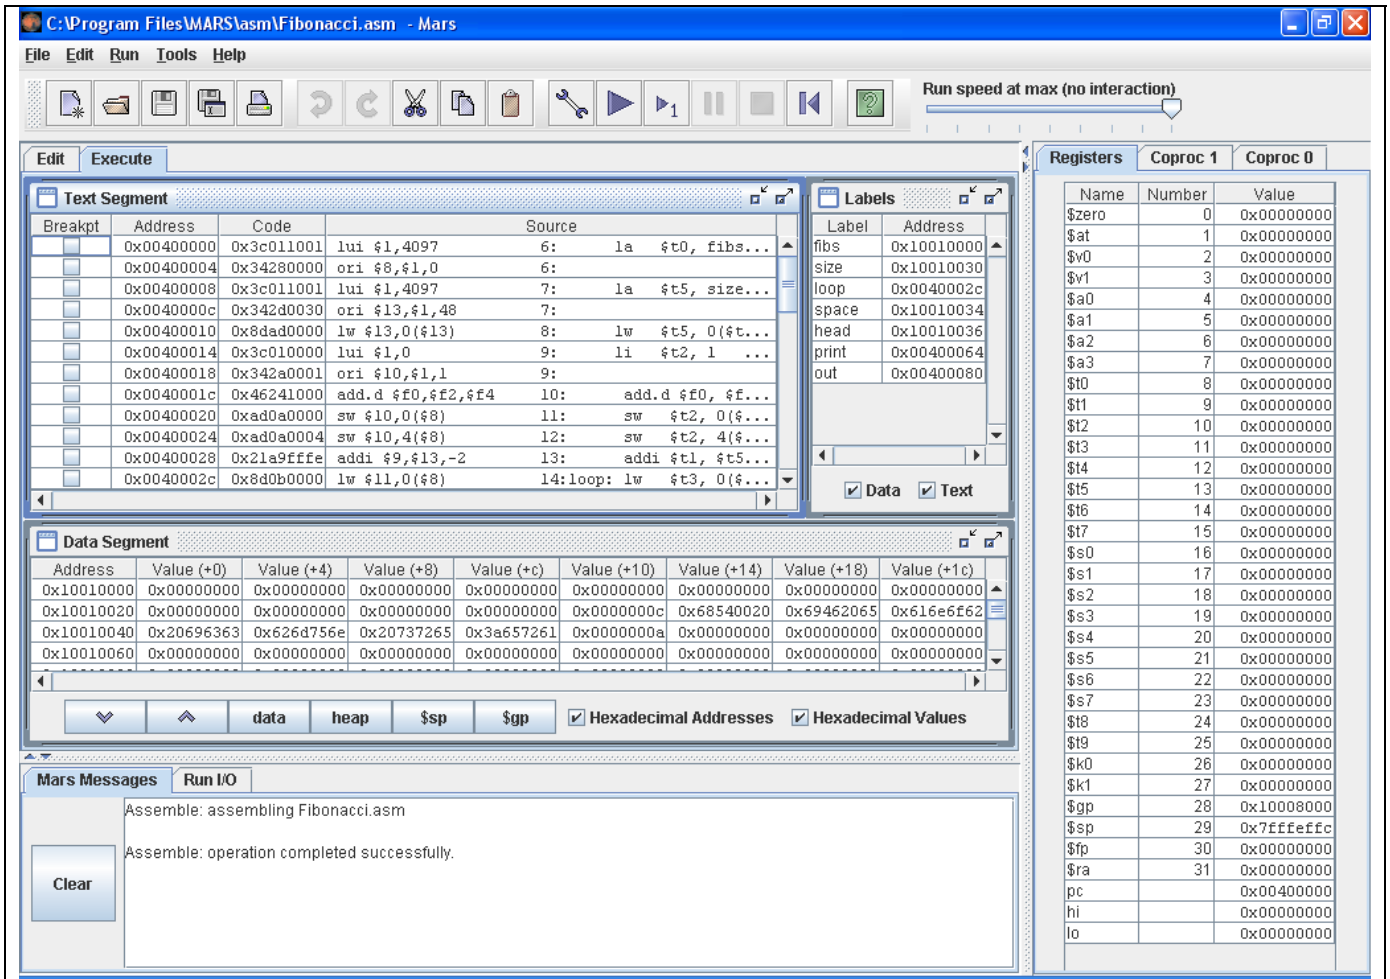 C:\Program Files\MARS\asm\Fibonacci.asm - Mars
File Edit Run Tools Help
Run speed at max (no interaction)
1
Edit Execute
Text Segment
Breakpt Address Code Source
0x00400000 0x3c011001 lui $1,4097 6: la $t0, fibs...
0x00400004 0x34280000 ori $8,$1,0 6:
0x00400008 0x3c011001 lui $1,4097 7: la $t5, size...
0x0040000c 0x342d0030 ori $13,$1,48 7:
0x00400010 0x8dad0000 lw $13,0($13) 8: lw $t5, 0($t...
0x00400014 0x3c010000 lui $1,0 9: li $t2, 1 ...
0x00400018 0x342a0001 ori $10,$1,1 9:
0x0040001c 0x46241000 add.d $f0,$f2,$f4 10: add.d $f0, $f...
0x00400020 0xad0a0000 sw $10,0($8) 11: sw $t2, 0($...
0x00400024 0xad0a0004 sw $10,4($8) 12: sw $t2, 4($...
0x00400028 0x21a9fffe addi $9,$13,-2 13: addi $t1, $t5...
0x0040002c 0x8d0b0000 lw $11,0($8) 14:loop: lw $t3, 0($...
Labels
Label Address
fibs 0x10010000
size 0x10010030
loop 0x0040002c
space 0x10010034
head 0x10010036
print 0x00400064
out 0x00400080
Data Text
Data Segment
Address Value (+0) Value (+4) Value (+8) Value (+c) Value (+10) Value (+14) Value (+18) Value (+1c)
0x10010000 0x00000000 0x00000000 0x00000000 0x00000000 0x00000000 0x00000000 0x00000000 0x00000000
0x10010020 0x00000000 0x00000000 0x00000000 0x00000000 0x0000000c 0x68540020 0x69462065 0x616e6f62
0x10010040 0x20696363 0x626d756e 0x20737265 0x3a657261 0x0000000a 0x00000000 0x00000000 0x00000000
0x10010060 0x00000000 0x00000000 0x00000000 0x00000000 0x00000000 0x00000000 0x00000000 0x00000000
data heap $sp $gp Hexadecimal Addresses Hexadecimal Values
Mars Messages Run I/O
Assemble: assembling Fibonacci.asm
Assemble: operation completed successfully.
Clear
Registers Coproc 1 Coproc 0
Name Number Value
$zero 0 0x00000000
$at 1 0x00000000
$v0 2 0x00000000
$v1 3 0x00000000
$a0 4 0x00000000
$a1 5 0x00000000
$a2 6 0x00000000
$a3 7 0x00000000
$t0 8 0x00000000
$t1 9 0x00000000
$t2 10 0x00000000
$t3 11 0x00000000
$t4 12 0x00000000
$t5 13 0x00000000
$t6 14 0x00000000
$t7 15 0x00000000
$s0 16 0x00000000
$s1 17 0x00000000
$s2 18 0x00000000
$s3 19 0x00000000
$s4 20 0x00000000
$s5 21 0x00000000
$s6 22 0x00000000
$s7 23 0x00000000
$t8 24 0x00000000
$t9 25 0x00000000
$k0 26 0x00000000
$k1 27 0x00000000
$gp 28 0x10008000
$sp 29 0x7fffeffc
$fp 30 0x00000000
$ra 31 0x00000000
pc 0x00400000
hi 0x00000000
lo 0x00000000